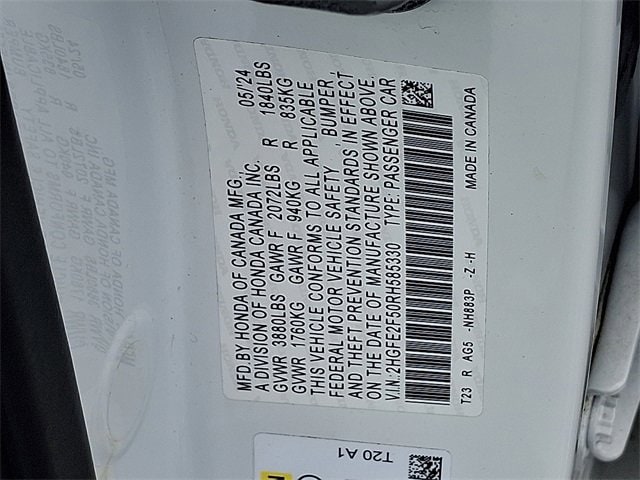 MFD.BY HONDA OF CANADA MFG., 05/24
A DIVISION OF HONDA CANADA INC.
GVWR 3880LBS GAWR F 2072LBS R 1840LBS
GVWR 1760KG GAWR F 940KG R 835KG
THIS VEHICLE CONFORMS TO ALL APPLICABLE
FEDERAL MOTOR VEHICLE SAFETY, BUMPER,
AND THEFT PREVENTION STANDARDS IN EFFECT
ON THE DATE OF MANUFACTURE SHOWN ABOVE.
V.I.N.:2HGFE2F50RH585330 TYPE: PASSENGER CAR
T23 R AG5 -NH883P -Z-H MADE IN CANADA
T20 A1